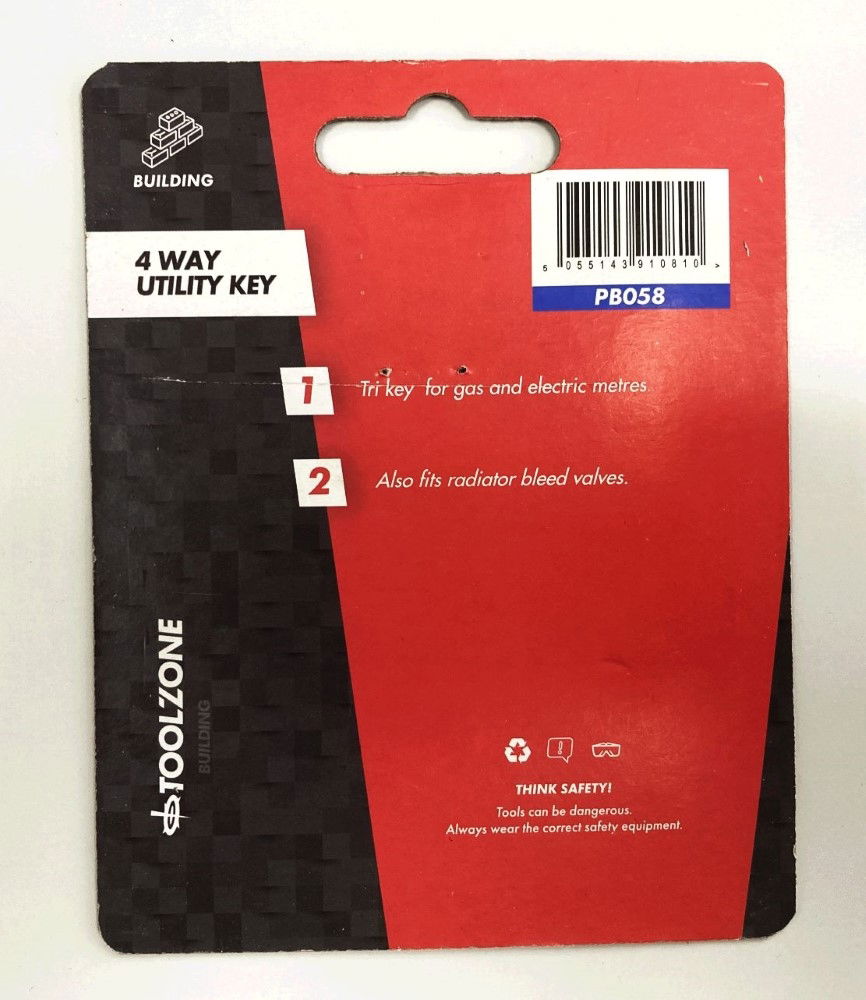 BUILDING
4 WAY
UTILITY KEY
5 055143 910810 >
PB058
1 Tri key for gas and electric metres.
2 Also fits radiator bleed valves.
TOOLZONE
BUILDING
THINK SAFETY!
Tools can be dangerous.
Always wear the correct safety equipment.